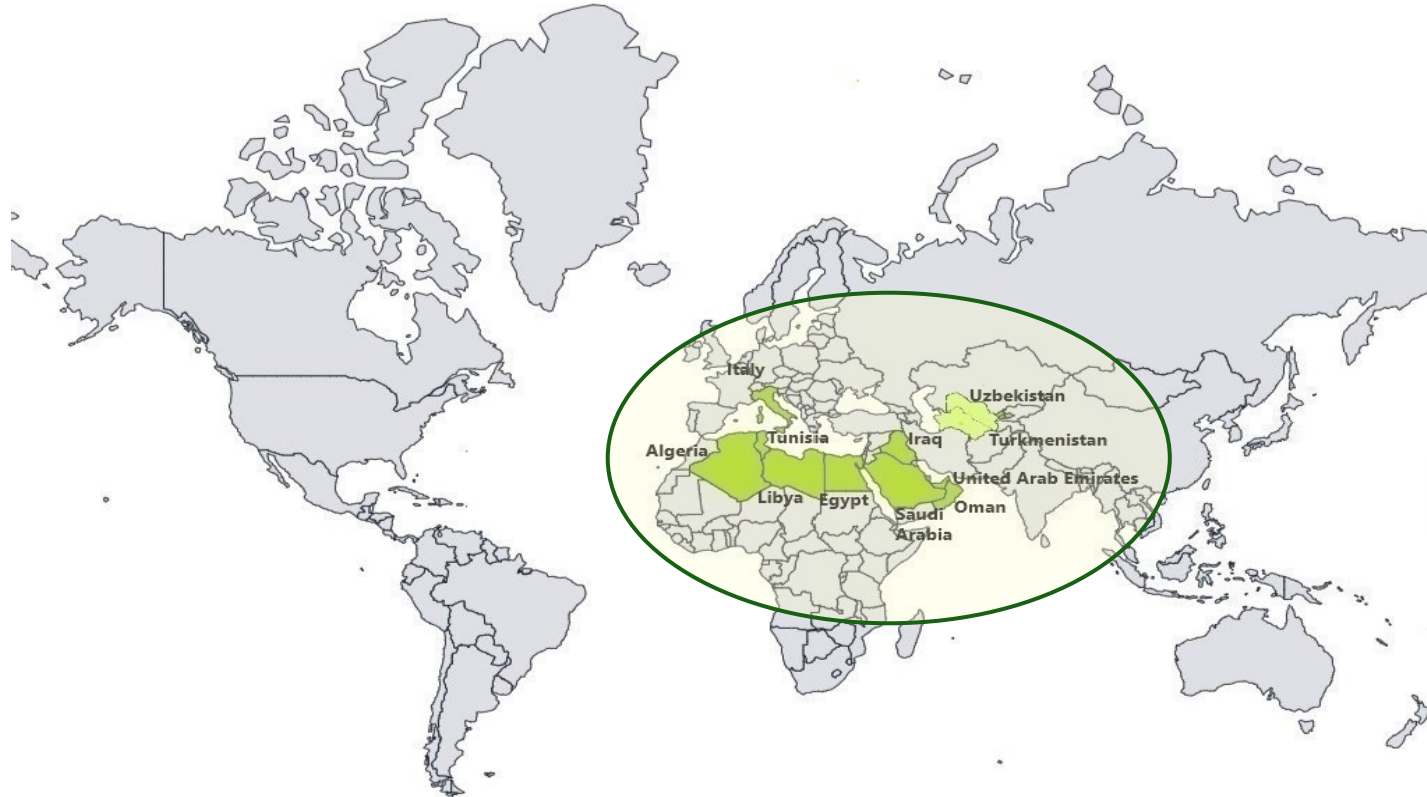 Italy
Uzbekistan
Tunisia
Iraq
Turkmenistan
Algeria
United Arab Emirates
Libya
Egypt
Oman
Saudi
Arabia